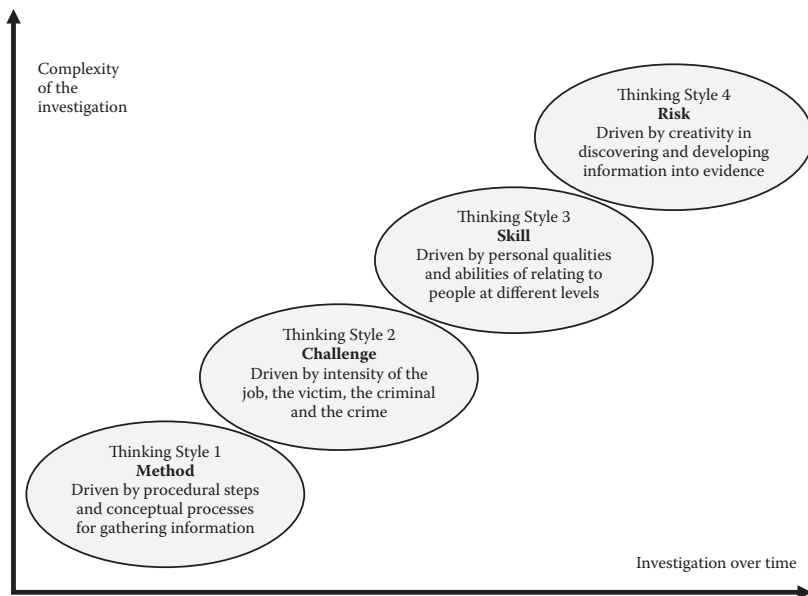 Complexity
of the
investigation
Thinking Style 4
Risk
Driven by creativity in
discovering and developing
information into evidence
Thinking Style 3
Skill
Driven by personal qualities
and abilities of relating to
people at different levels
Thinking Style 2
Challenge
Driven by intensity of the
job, the victim, the criminal
and the crime
Thinking Style 1
Method
Driven by procedural steps
and conceptual processes
for gathering information
Investigation over time